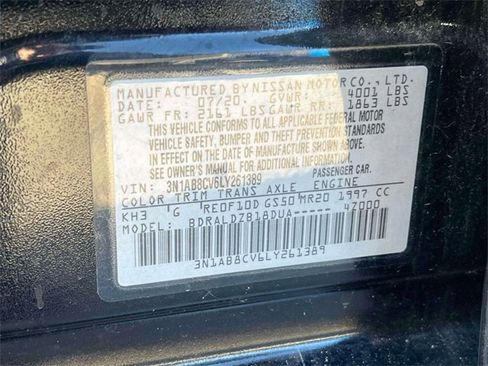 MANUFACTURED BY NISSAN MOTOR CO., LTD.
07/20. GVWR: 4001 LBS
GAWR FR: 2161 LBS GAWR RR: 1863 LBS
THIS VEHICLE CONFORMS TO ALL APPLICABLE FEDERAL MOTOR
VEHICLE SAFETY, BUMPER AND THEFT PREVENTION STANDARDS IN
EFFECT ON THE DATE OF MANUFACTURE SHOWN ABOVE.
SEE OWNER'S MANUAL FOR ADDITIONAL INFORMATION.
VIN: 3N1AB8CV6LY261389 PASSENGER CAR.
COLOR TRIM TRANS AXLE ENGINE
KH3 G RE0F10D GS50 MR20 1997 CC
MODEL: BDRALDZB18DUA----- 47000
3N1AB8CV6LY261389